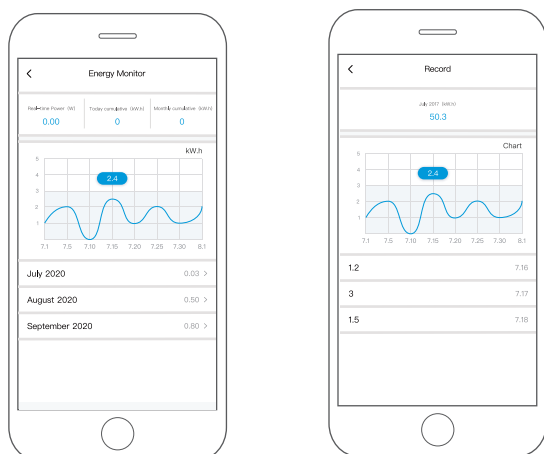 Energy Monitor
Real-time Power (W) Today cumulative (kW.h) Monthly cumulative (kW.h)
0.00 0 0
kW.h
5
4
3
2
1
2.4
7.1 7.5 7.10 7.15 7.20 7.25 7.30 8.1
July 2020 0.03 >
August 2020 0.50 >
September 2020 0.80 >
Record
July 2017 (kW.h)
50.3
Chart
5
4
3
2
1
2.4
7.1 7.5 7.10 7.15 7.20 7.25 7.30 8.1
1.2 7.16
3 7.17
1.5 7.18